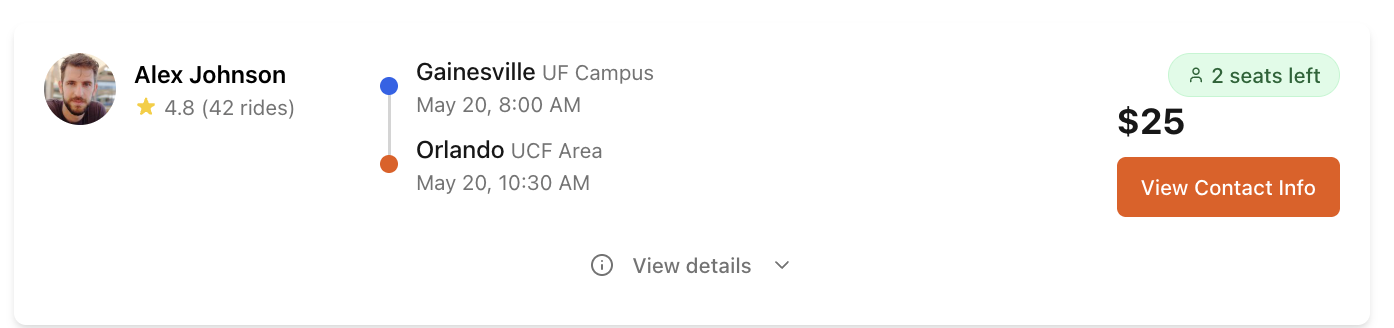 Alex Johnson
4.8 (42 rides)
Gainesville UF Campus
May 20, 8:00 AM
Orlando UCF Area
May 20, 10:30 AM
2 seats left
$25
View Contact Info
View details